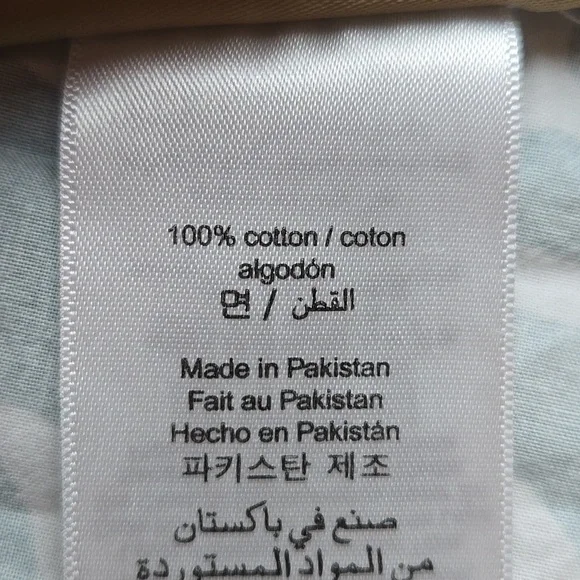 100% cotton / coton
algodón
면 / القطن
Made in Pakistan
Fait au Pakistan
Hecho en Pakistán
파키스탄 제조
صنع في باكستان
من المواد المستوردة